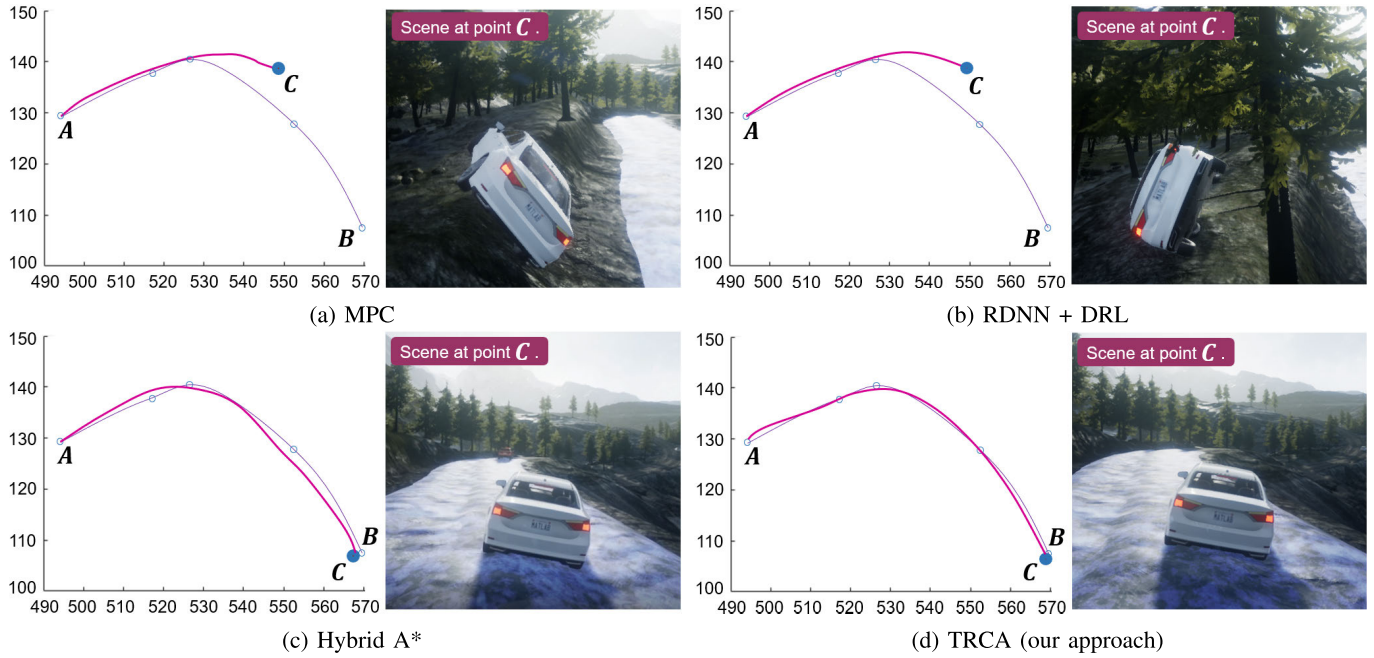 150
140
130
120
110
100
490 500 510 520 530 540 550 560 570
A
B
C
Scene at point C .
MATLAB
(a) MPC
150
140
130
120
110
100
490 500 510 520 530 540 550 560 570
A
B
C
Scene at point C .
MATLAB
(b) RDNN + DRL
150
140
130
120
110
100
490 500 510 520 530 540 550 560 570
A
B
C
Scene at point C .
MATLAB
(c) Hybrid A*
150
140
130
120
110
100
490 500 510 520 530 540 550 560 570
A
B
C
Scene at point C .
MATLAB
(d) TRCA (our approach)